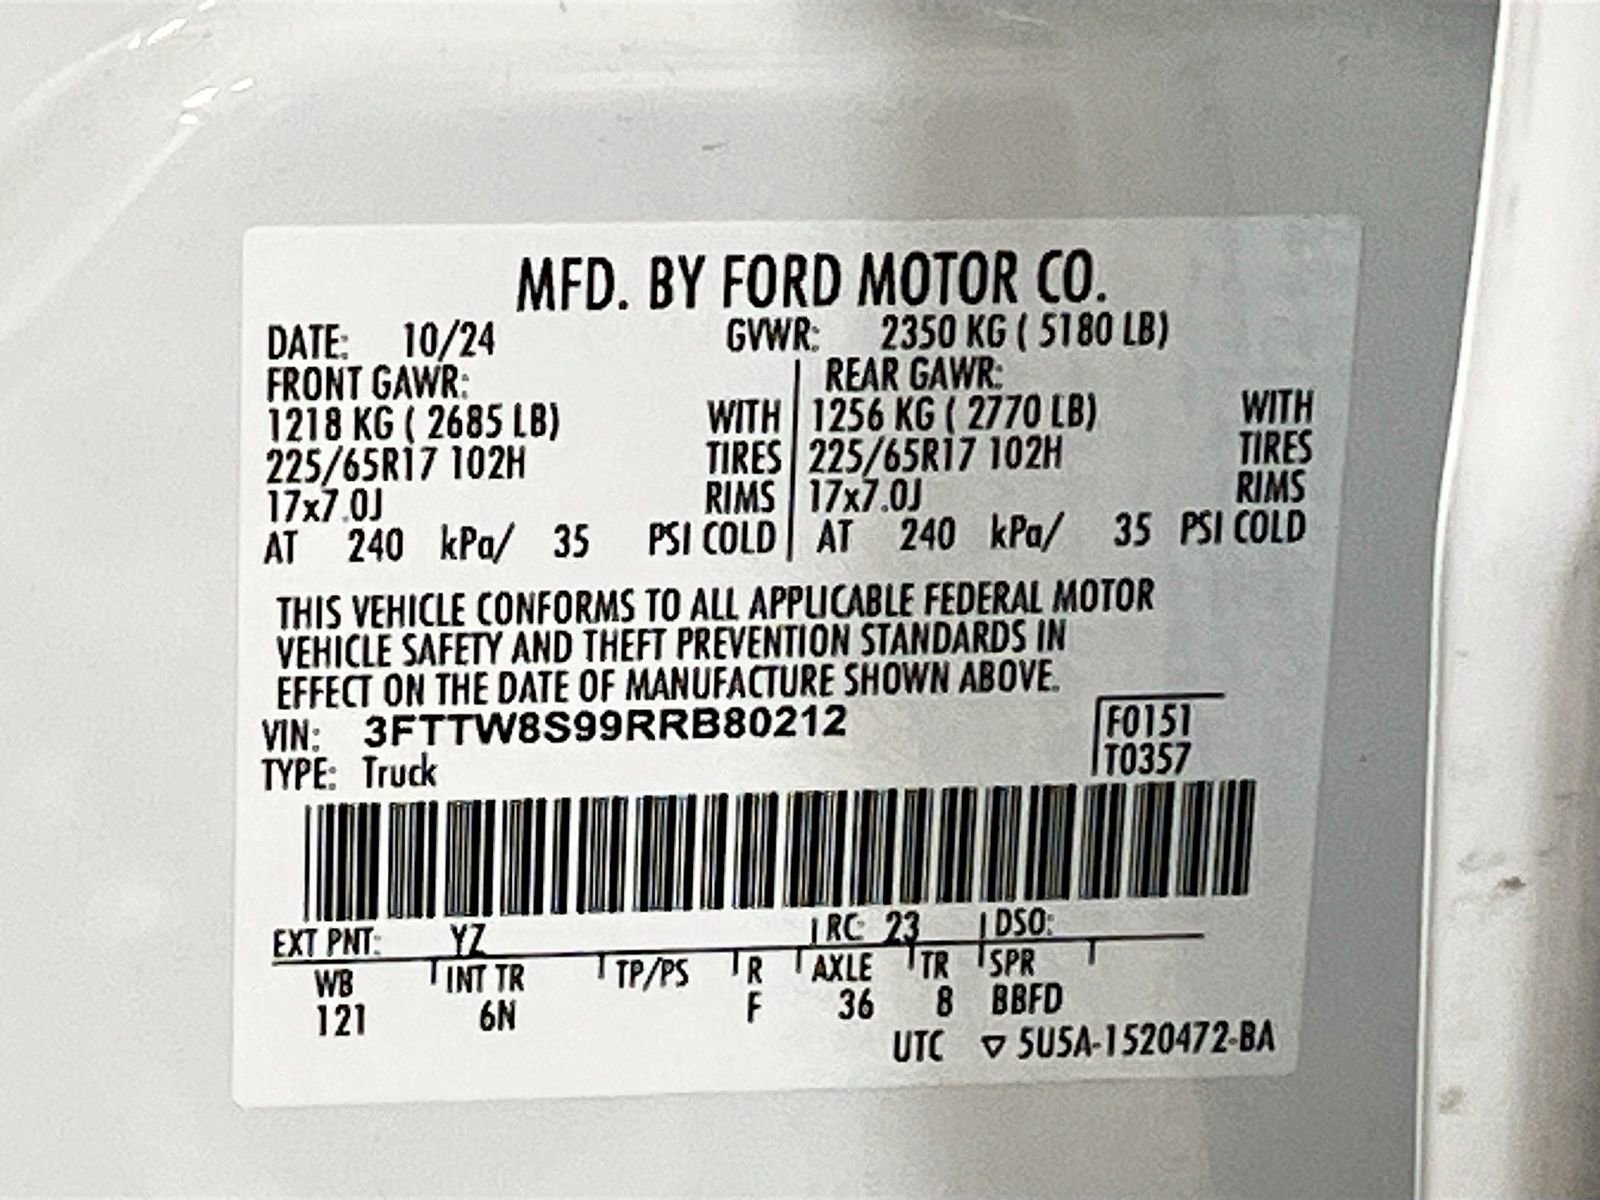 MFD. BY FORD MOTOR CO.
DATE: 10/24 GVWR: 2350 KG ( 5180 LB)
FRONT GAWR: REAR GAWR:
1218 KG ( 2685 LB) WITH 1256 KG ( 2770 LB) WITH
225/65R17 102H TIRES 225/65R17 102H TIRES
17x7.0J RIMS 17x7.0J RIMS
AT 240 kPa/ 35 PSI COLD AT 240 kPa/ 35 PSI COLD
THIS VEHICLE CONFORMS TO ALL APPLICABLE FEDERAL MOTOR
VEHICLE SAFETY AND THEFT PREVENTION STANDARDS IN
EFFECT ON THE DATE OF MANUFACTURE SHOWN ABOVE.
VIN: 3FTTW8S99RRB80212 F0151
TYPE: Truck T0357
EXT PNT: YZ RC: 23 DSO:
WB INT TR TP/PS R AXLE TR SPR
121 6N F 36 8 BBFD
UTC ▽ 5U5A-1520472-BA